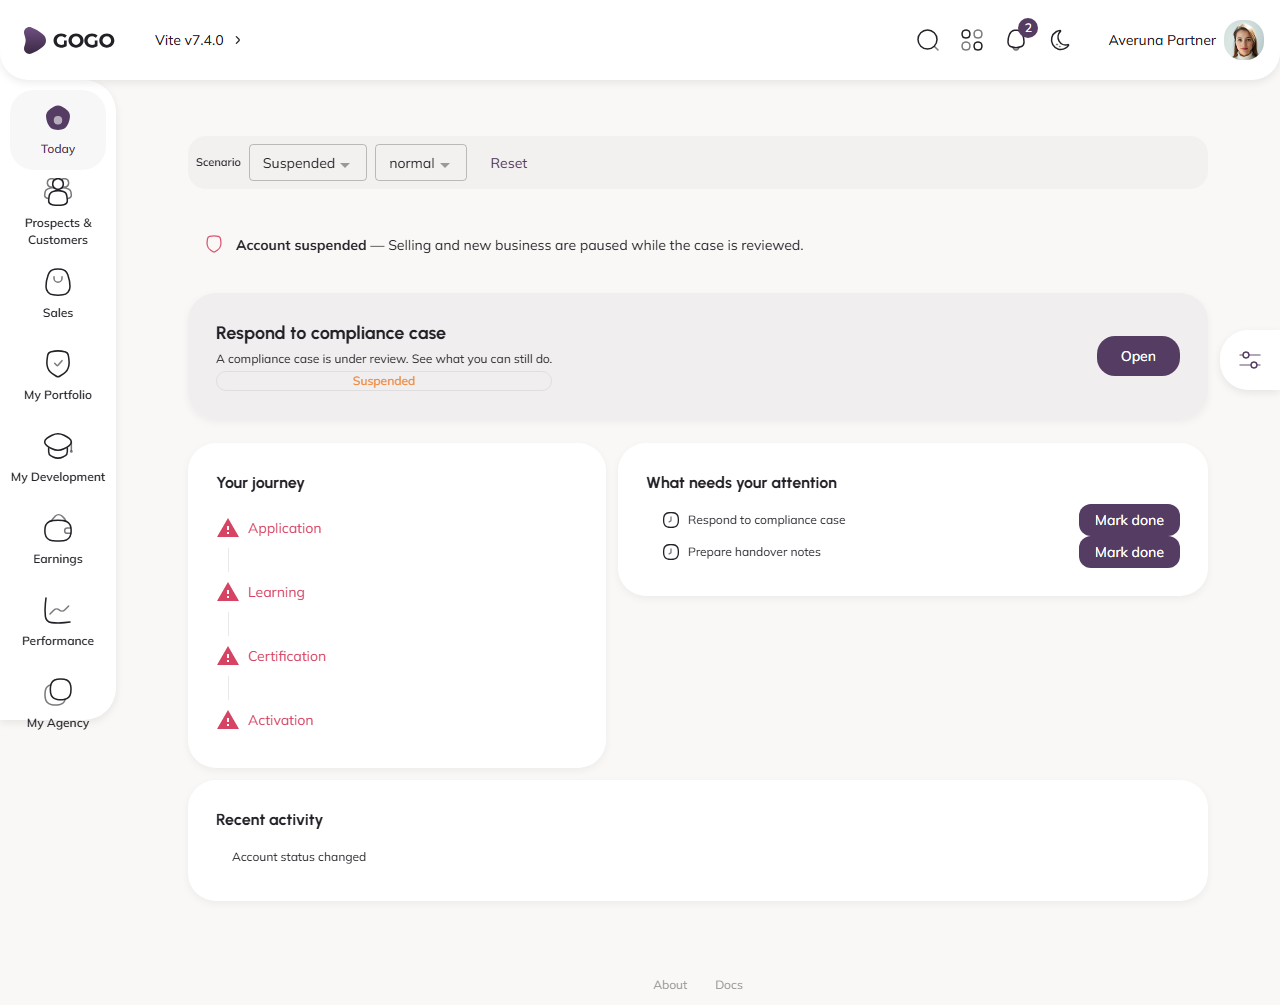 GOGO
Vite v7.4.0
2
Averuna Partner
Today
Prospects &
Customers
Sales
My Portfolio
My Development
Earnings
Performance
My Agency
Scenario
Suspended
normal
Reset
Account suspended — Selling and new business are paused while the case is reviewed.
Respond to compliance case
A compliance case is under review. See what you can still do.
Suspended
Open
Your journey
Application
Learning
Certification
Activation
What needs your attention
Respond to compliance case
Mark done
Prepare handover notes
Mark done
Recent activity
Account status changed
About
Docs